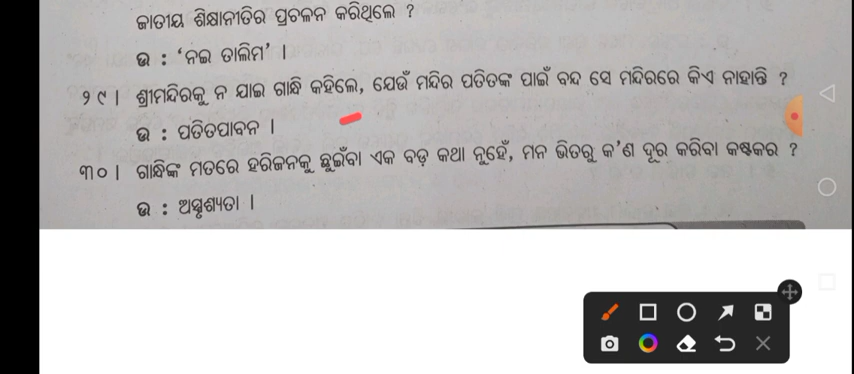 ଜାତୀୟ ଶିକ୍ଷାନୀତିର ପ୍ରଚଳନ କରିଥିଲେ ?
ଉ : ‘ନଇ ତାଲିମ’ ।
୨୯। ଶ୍ରୀମନ୍ଦିରକୁ ନ ଯାଇ ଗାନ୍ଧି କହିଲେ, ଯେଉଁ ମନ୍ଦିର ପତିତଙ୍କ ପାଇଁ ବନ୍ଦ ସେ ମନ୍ଦିରରେ କିଏ ନାହାନ୍ତି ?
ଉ : ପତିତପାବନ ।
୩୦। ଗାନ୍ଧିଙ୍କ ମତରେ ହରିଜନକୁ ଛୁଇଁବା ଏକ ବଡ଼ କଥା ନୁହେଁ, ମନ ଭିତରୁ କ’ଣ ଦୂର କରିବା କଷ୍ଟକର ?
ଉ : ଅସ୍ପୃଶ୍ୟତା ।